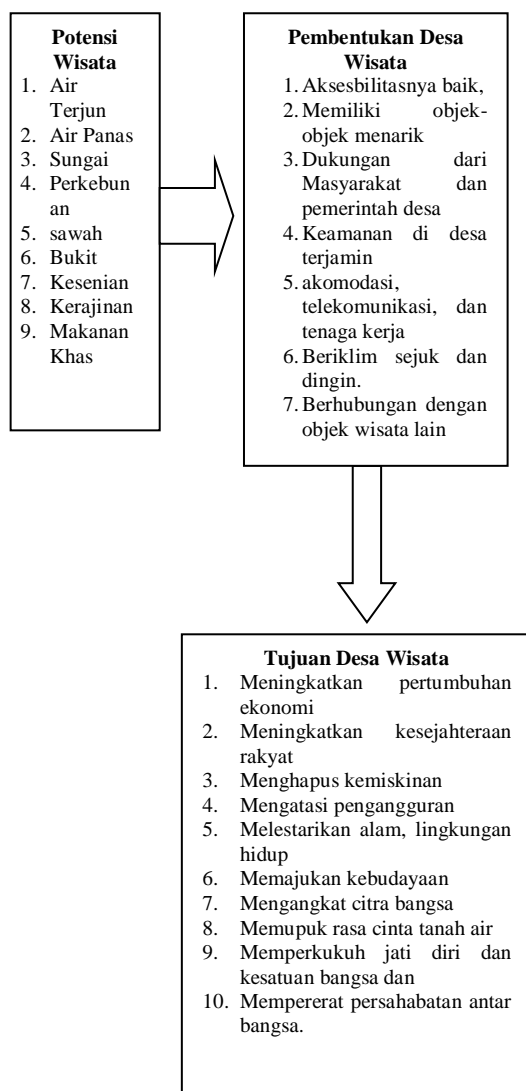 Potensi
Wisata
1. Air
Terjun
2. Air Panas
3. Sungai
4. Perkebun
an
5. sawah
6. Bukit
7. Kesenian
8. Kerajinan
9. Makanan
Khas
Pembentukan Desa
Wisata
1. Aksesbilitasnya baik,
2. Memiliki objek-
objek menarik
3. Dukungan dari
Masyarakat dan
pemerintah desa
4. Keamanan di desa
terjamin
5. akomodasi,
telekomunikasi, dan
tenaga kerja
6. Beriklim sejuk dan
dingin.
7. Berhubungan dengan
objek wisata lain
Tujuan Desa Wisata
1. Meningkatkan pertumbuhan
ekonomi
2. Meningkatkan kesejahteraan
rakyat
3. Menghapus kemiskinan
4. Mengatasi pengangguran
5. Melestarikan alam, lingkungan
hidup
6. Memajukan kebudayaan
7. Mengangkat citra bangsa
8. Memupuk rasa cinta tanah air
9. Memperkukuh jati diri dan
kesatuan bangsa dan
10. Mempererat persahabatan antar
bangsa.